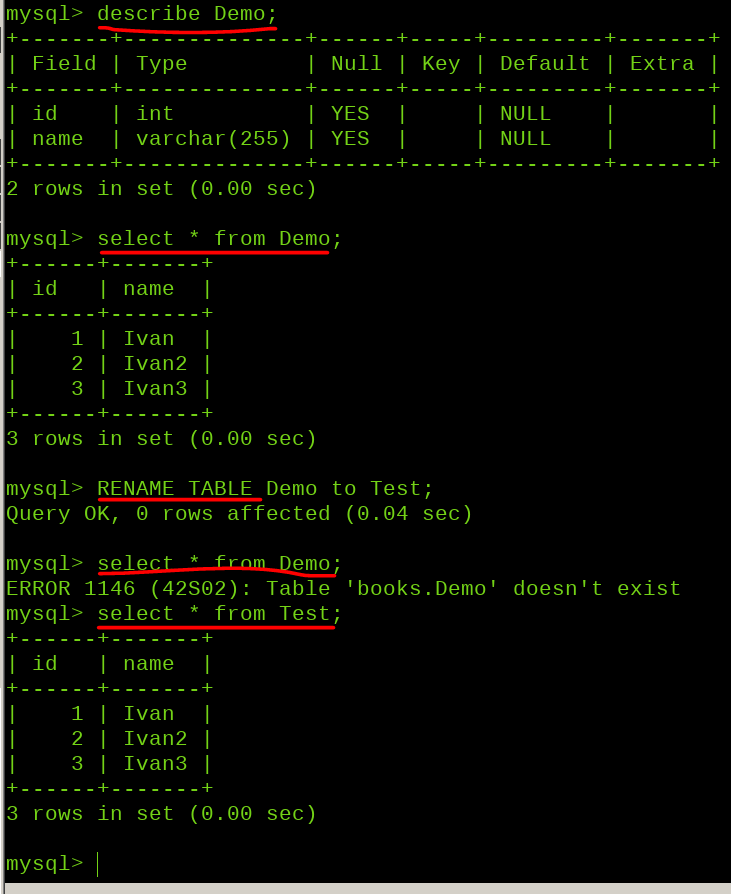 mysql> describe Demo;
+-------+--------------+------+-----+---------+-------+
| Field | Type         | Null | Key | Default | Extra |
+-------+--------------+------+-----+---------+-------+
| id    | int          | YES  |     | NULL    |       |
| name  | varchar(255) | YES  |     | NULL    |       |
+-------+--------------+------+-----+---------+-------+
2 rows in set (0.00 sec)

mysql> select * from Demo;
+------+-------+
| id   | name  |
+------+-------+
|    1 | Ivan  |
|    2 | Ivan2 |
|    3 | Ivan3 |
+------+-------+
3 rows in set (0.00 sec)

mysql> RENAME TABLE Demo to Test;
Query OK, 0 rows affected (0.04 sec)

mysql> select * from Demo;
ERROR 1146 (42S02): Table 'books.Demo' doesn't exist
mysql> select * from Test;
+------+-------+
| id   | name  |
+------+-------+
|    1 | Ivan  |
|    2 | Ivan2 |
|    3 | Ivan3 |
+------+-------+
3 rows in set (0.00 sec)

mysql>